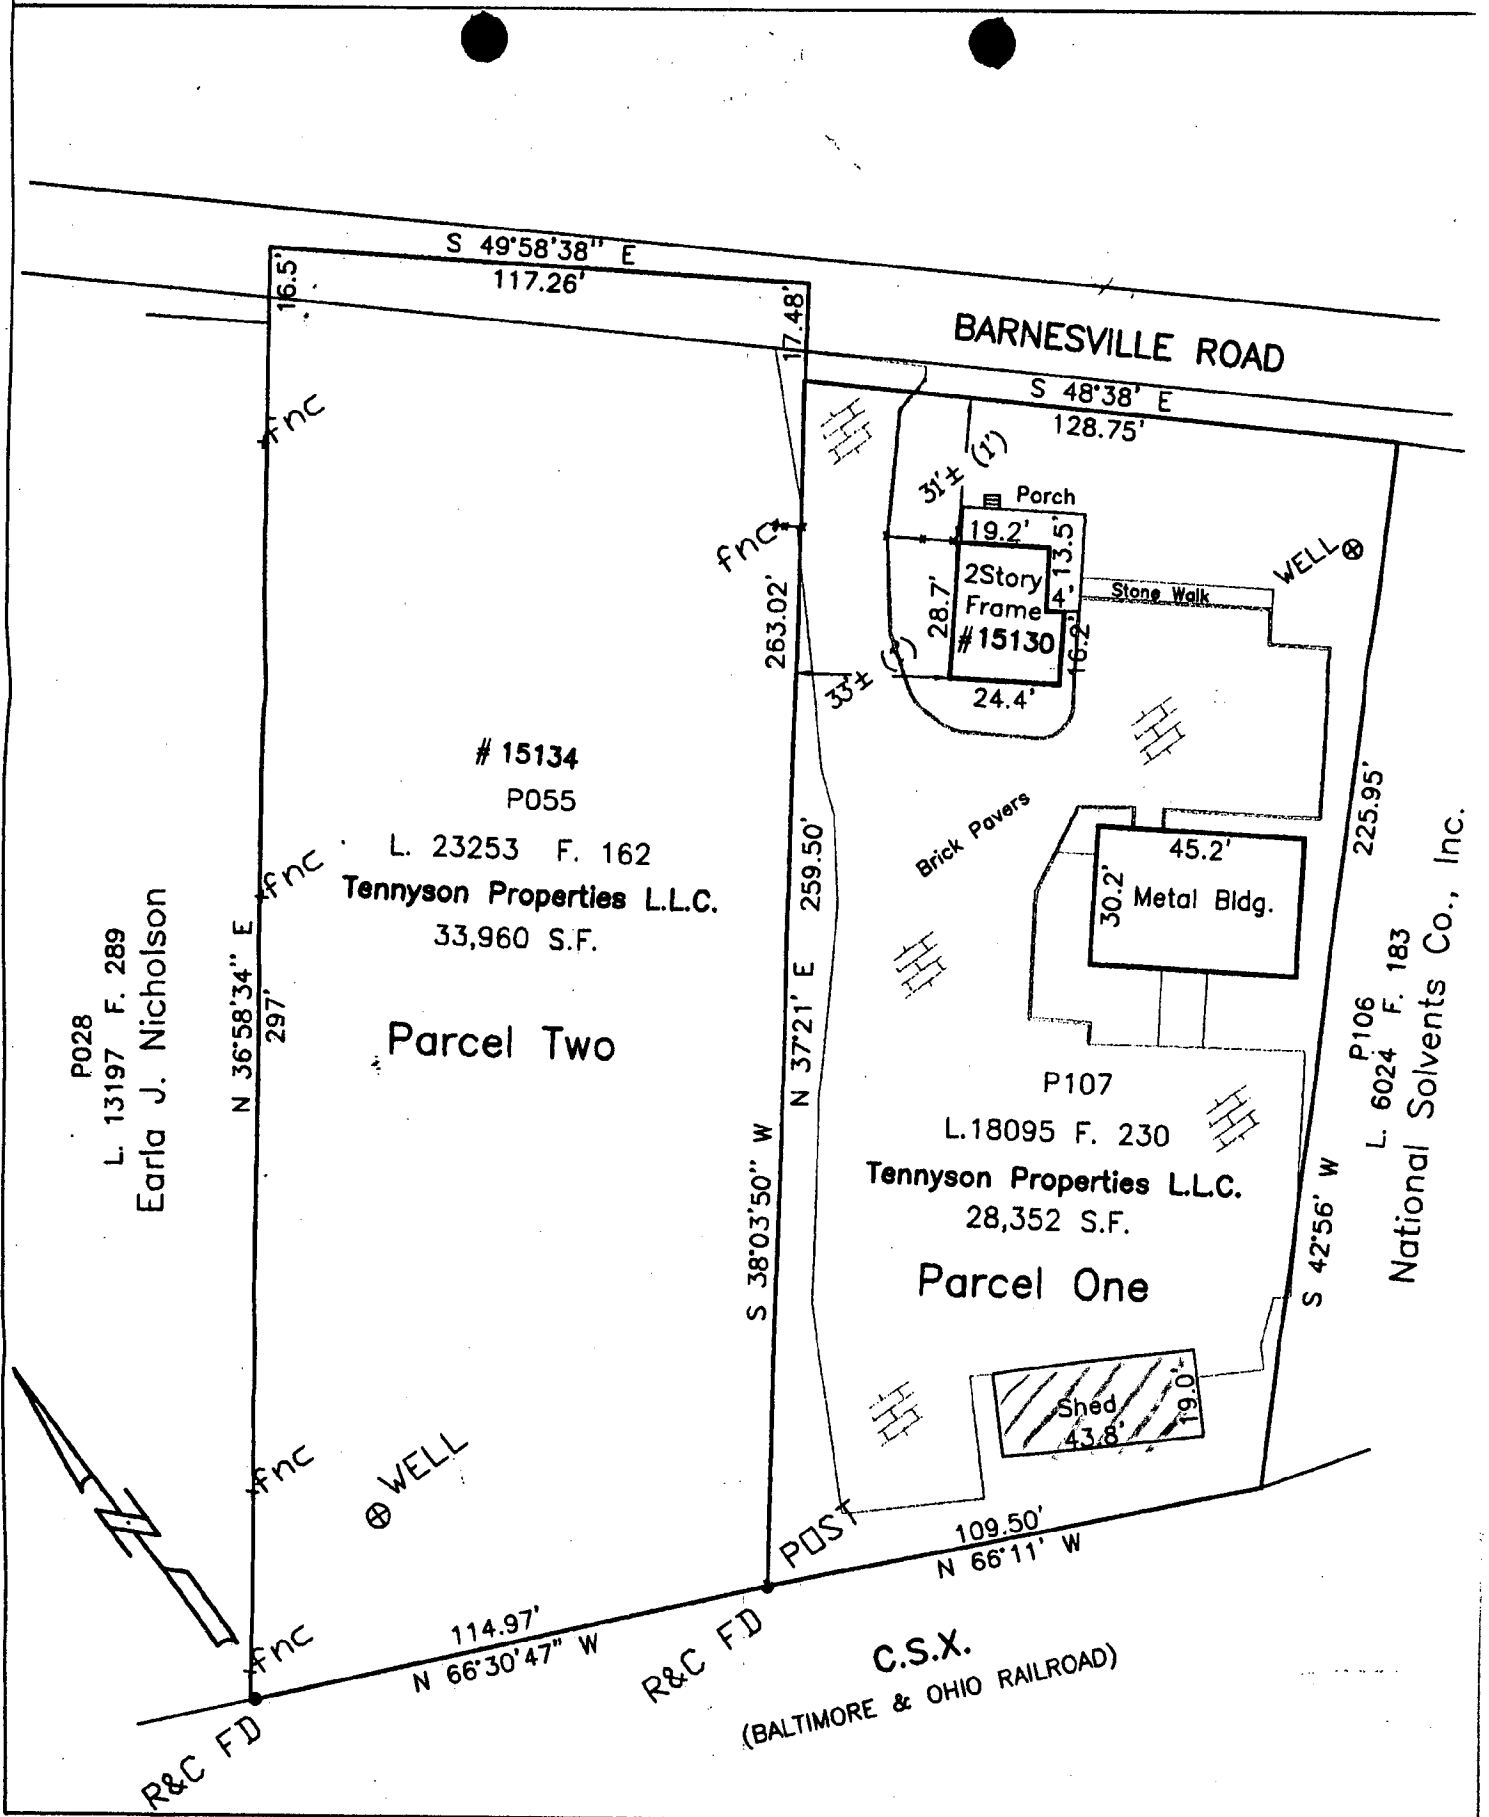 S 49°58'38" E
117.26'
16.5'
17.48'
BARNESVILLE ROAD
S 48°38' E
128.75'
fnc
31'± (1')
Porch
19.2'
13.5'
fnc
WELL
2Story
Frame
#15130
4'
Stone Walk
28.7'
16.2'
263.02'
33'±
24.4'
# 15134
P055
L. 23253 F. 162
Tennyson Properties L.L.C.
33,960 S.F.
Parcel Two
fnc
P028
L. 13197 F. 289
Earla J. Nicholson
N 36°58'34" E
297'
259.50'
N 37°21' E
S 38°03'50" W
Brick Pavers
45.2'
30.2'
Metal Bldg.
225.95'
S 42°56' W
P106
L. 6024 F. 183
National Solvents Co., Inc.
P107
L.18095 F. 230
Tennyson Properties L.L.C.
28,352 S.F.
Parcel One
Shed
43.8'
19.0'
fnc
WELL
POST
109.50'
N 66°11' W
fnc
114.97'
N 66°30'47" W
R&C FD
R&C FD
C.S.X.
(BALTIMORE & OHIO RAILROAD)